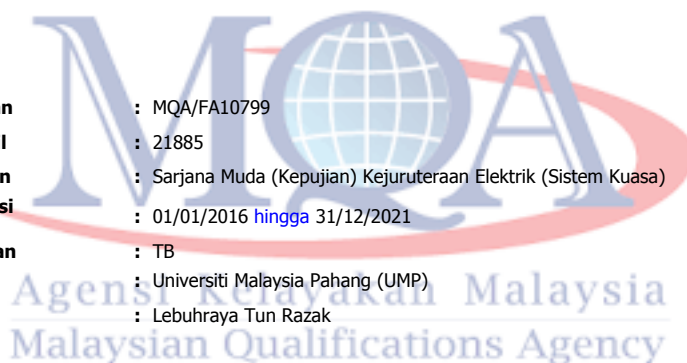 MQA
an : MQA/FA10799
l : 21885
n : Sarjana Muda (Kepujian) Kejuruteraan Elektrik (Sistem Kuasa)
si : 01/01/2016 hingga 31/12/2021
an : TB
: Universiti Malaysia Pahang (UMP)
: Lebuhraya Tun Razak
Agensi Kelayakan Malaysia
Malaysian Qualifications Agency